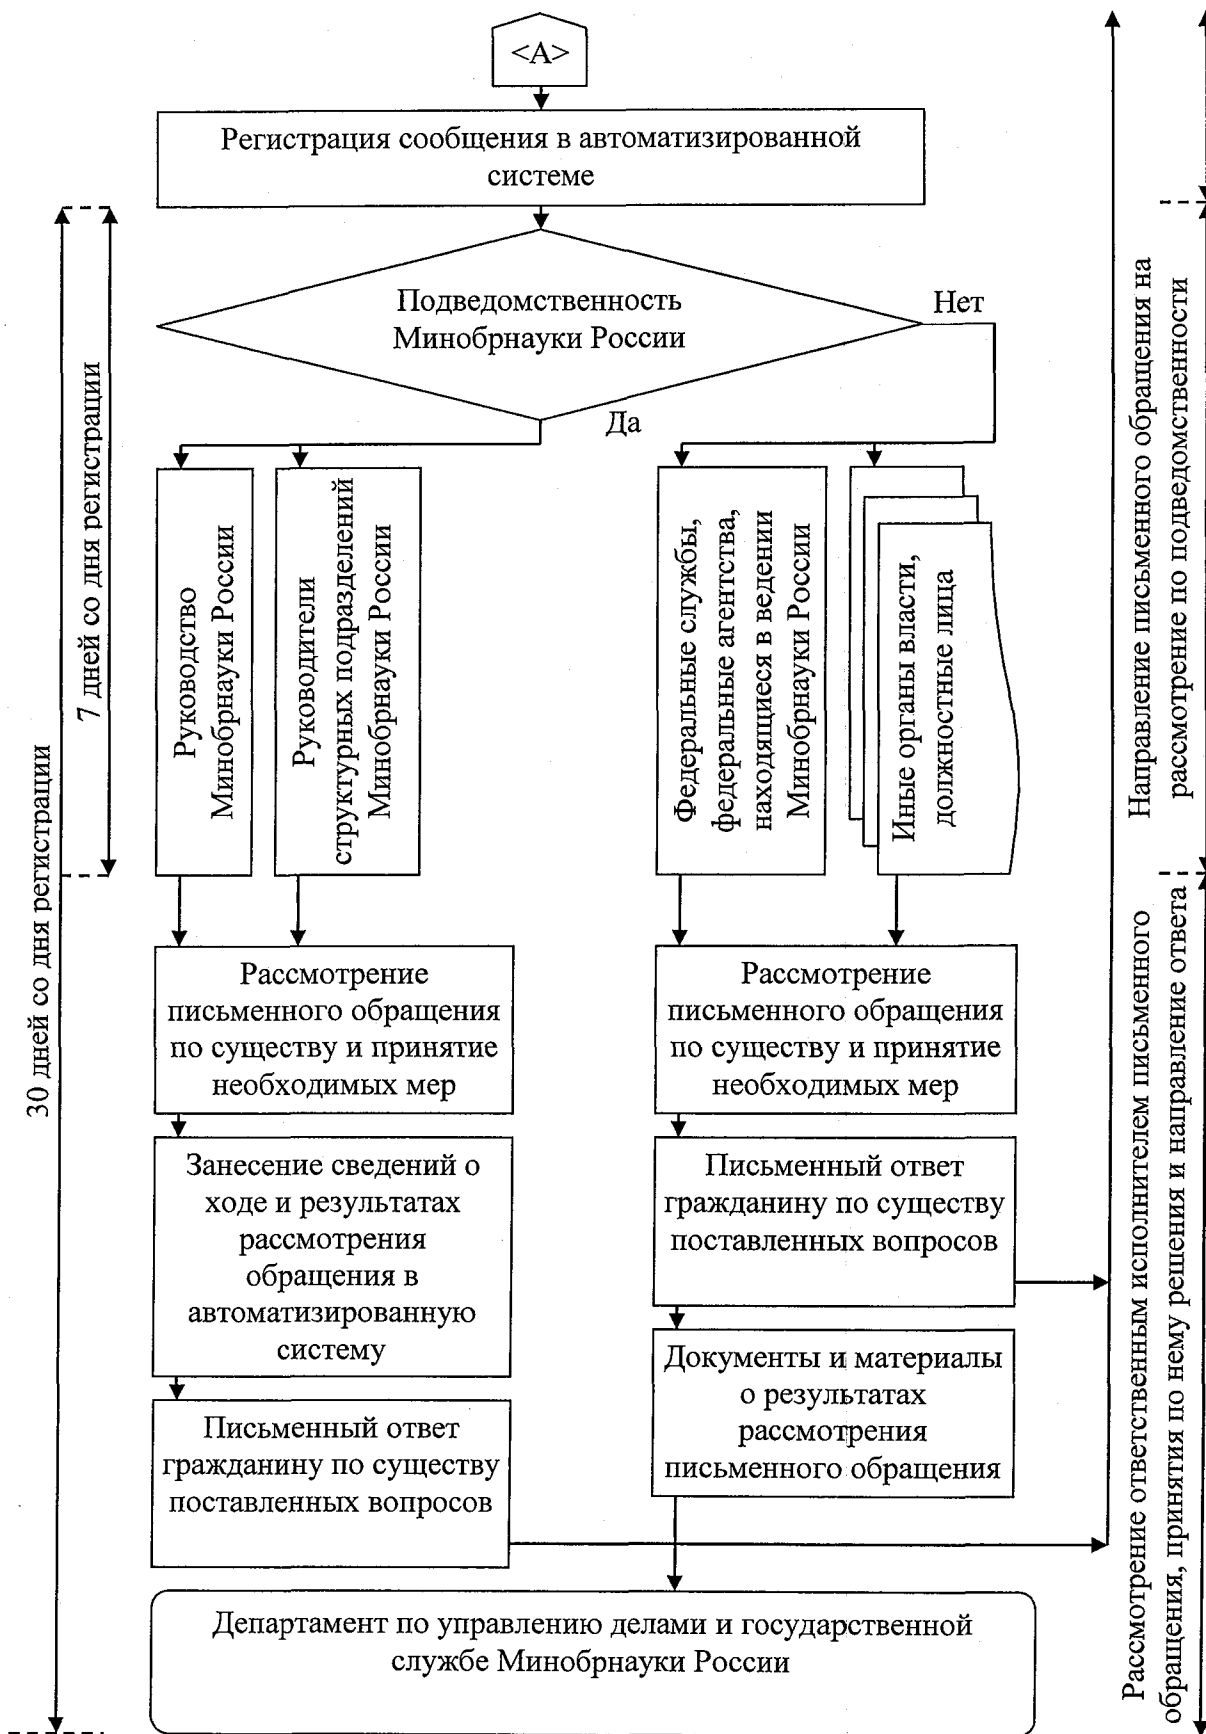 <A>
Регистрация сообщения в автоматизированной
системе
Подведомственность
Минобрнауки России
Нет
Да
30 дней со дня регистрации
7 дней со дня регистрации
Руководство
Минобрнауки России
Руководители
структурных подразделений
Минобрнауки России
Федеральные службы,
федеральные агентства,
находящиеся в ведении
Минобрнауки России
Иные органы власти,
должностные лица
Направление письменного обращения на
рассмотрение по подведомственности
Рассмотрение
письменного обращения
по существу и принятие
необходимых мер
Рассмотрение
письменного обращения
по существу и принятие
необходимых мер
Занесение сведений о
ходе и результатах
рассмотрения
обращения в
автоматизированную
систему
Письменный ответ
гражданину по существу
поставленных вопросов
Письменный ответ
гражданину по существу
поставленных вопросов
Документы и материалы
о результатах
рассмотрения
письменного обращения
Рассмотрение ответственным исполнителем письменного
обращения, принятия по нему решения и направление ответа
Департамент по управлению делами и государственной
службе Минобрнауки России